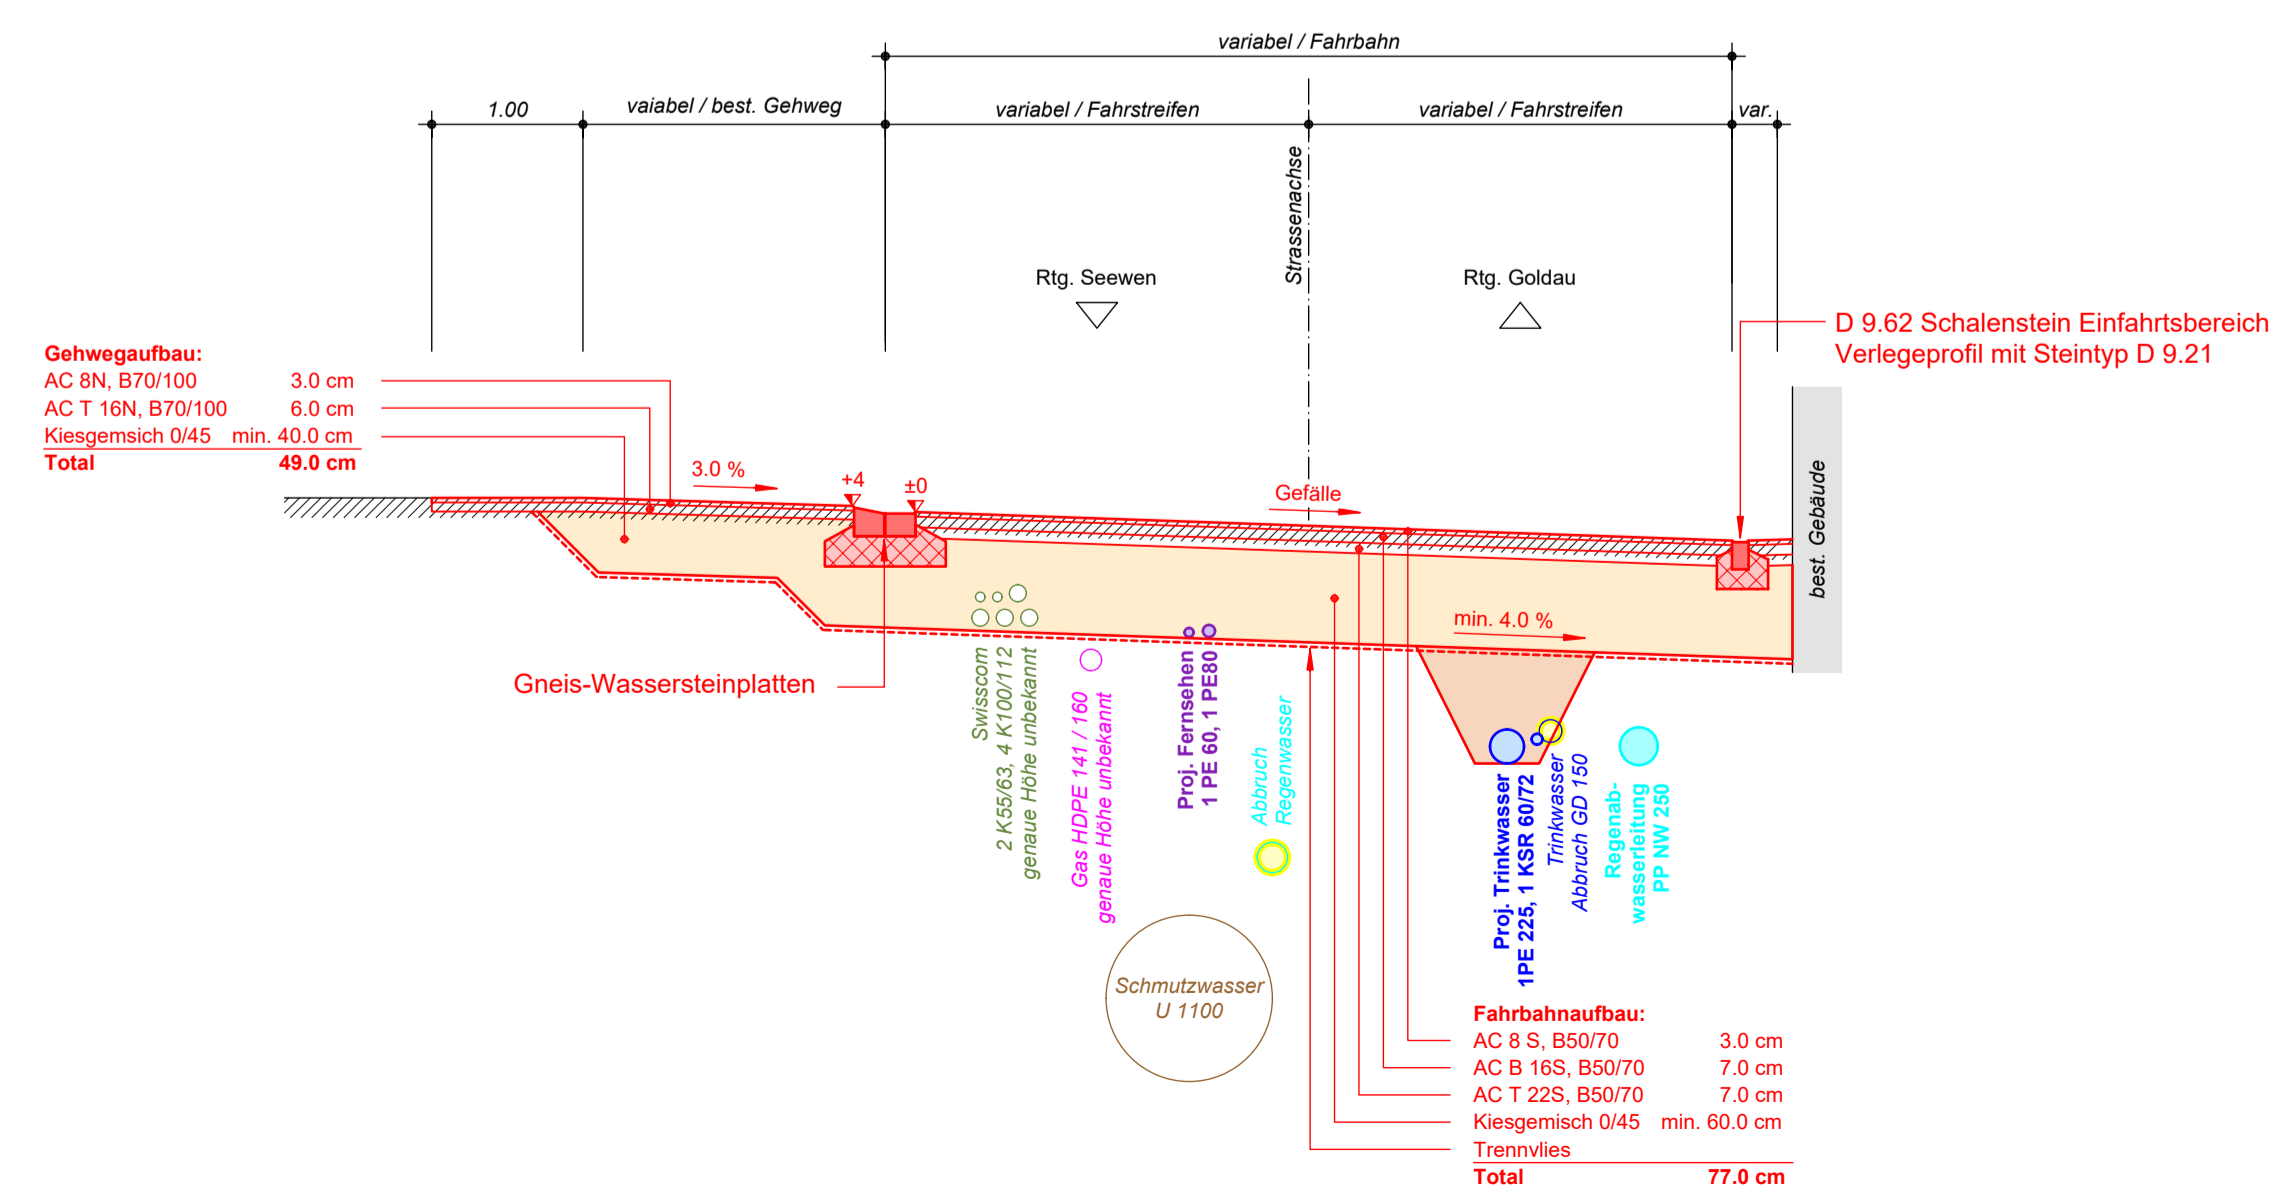 variabel / Fahrbahn
1.00
vaiabel / best. Gehweg
variabel / Fahrstreifen
variabel / Fahrstreifen
var.
Strassenachse
Rtg. Seewen
Rtg. Goldau
D 9.62 Schalenstein Einfahrtsbereich
Verlegeprofil mit Steintyp D 9.21
Gehwegaufbau:
AC 8N, B70/100 3.0 cm
AC T 16N, B70/100 6.0 cm
Kiesgemsich 0/45 min. 40.0 cm
Total 49.0 cm
3.0 %
+4
±0
Gefälle
best. Gebäude
min. 4.0 %
Gneis-Wassersteinplatten
Swisscom
2 K55/63, 4 K100/112
genaue Höhe unbekannt
Gas HDPE 141 / 160
genaue Höhe unbekannt
Proj. Fernsehen
1 PE 60, 1 PE80
Abbruch
Regenwasser
Proj. Trinkwasser
1PE 225, 1 KSR 60/72
Trinkwasser
Abbruch GD 150
Regenab-
wasserleitung
PP NW 250
Schmutzwasser
U 1100
Fahrbahnaufbau:
AC 8 S, B50/70 3.0 cm
AC B 16S, B50/70 7.0 cm
AC T 22S, B50/70 7.0 cm
Kiesgemisch 0/45 min. 60.0 cm
Trennvlies
Total 77.0 cm